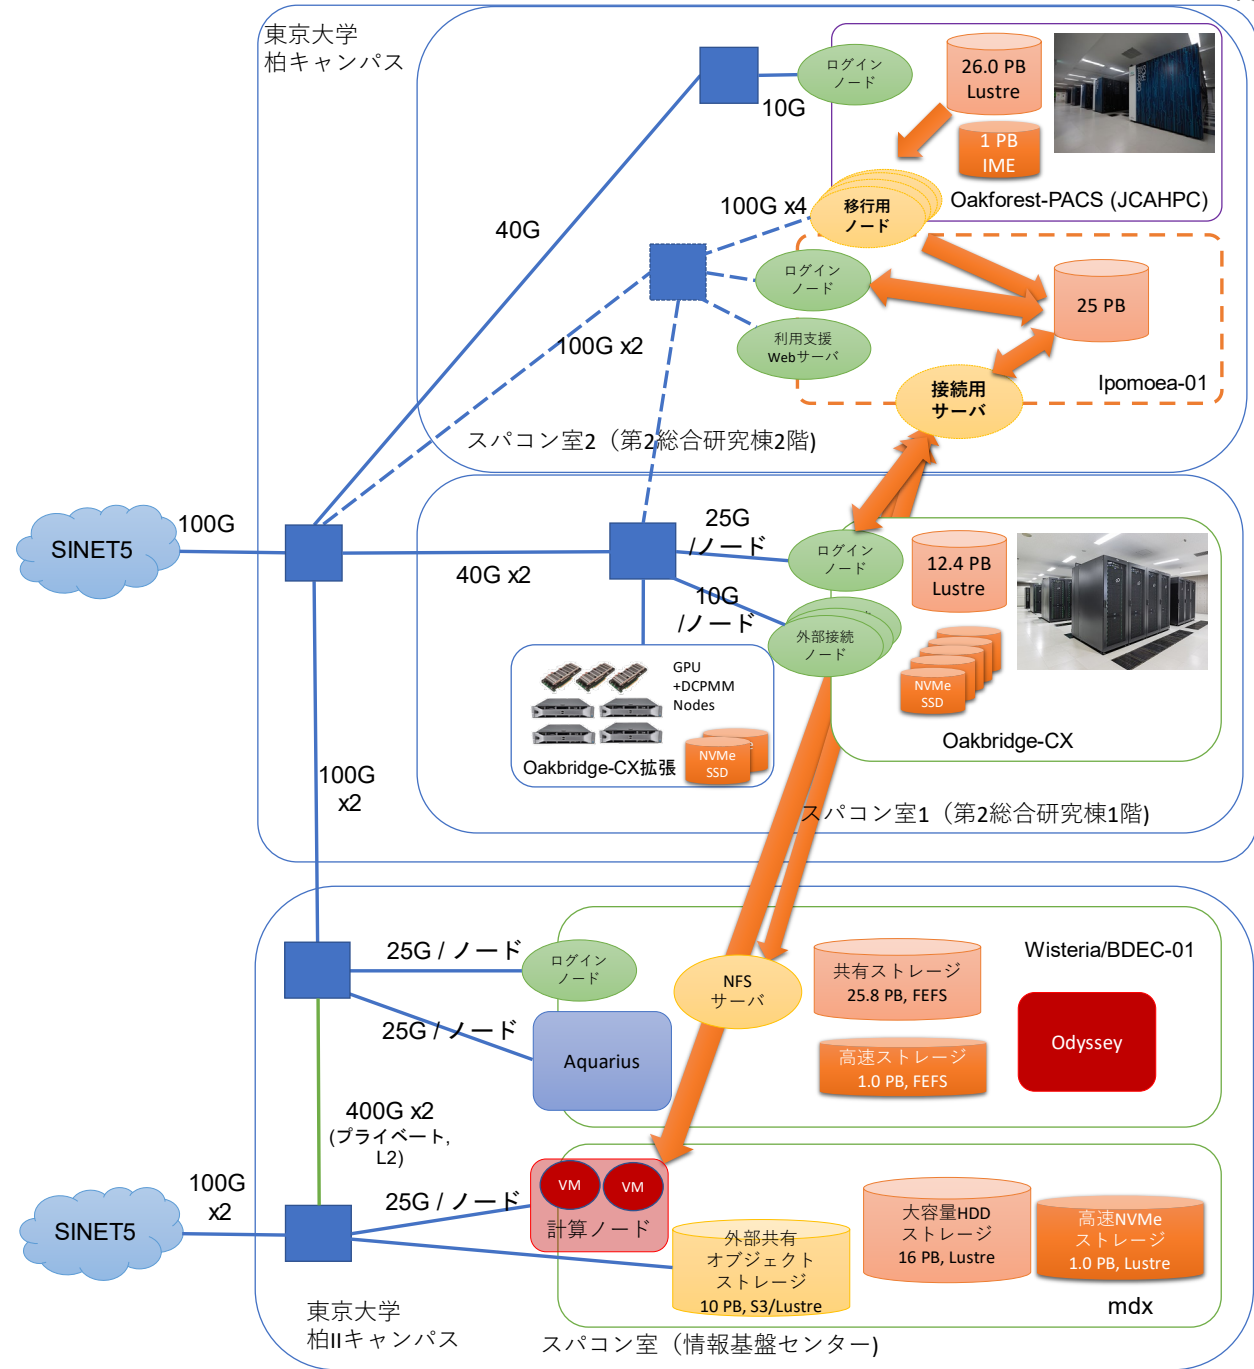 東京大学
柏キャンパス
ログイン
ノード
10G
26.0 PB
Lustre
1 PB
IME
Oakforest-PACS (JCAHPC)
移行用
ノード
100G x4
40G
ログイン
ノード
25 PB
利用支援
Webサーバ
100G x2
Ipomoea-01
接続用
サーバ
スパコン室2（第2総合研究棟2階)
SINET5
100G
40G x2
25G
/ノード
ログイン
ノード
12.4 PB
Lustre
10G
/ノード
外部接続
ノード
NVMe
SSD
Oakbridge-CX
GPU
+DCPMM
Nodes
NVMe
SSD
Oakbridge-CX拡張
スパコン室1（第2総合研究棟1階)
100G
x2
25G / ノード
ログイン
ノード
NFS
サーバ
共有ストレージ
25.8 PB, FEFS
Wisteria/BDEC-01
25G / ノード
Aquarius
高速ストレージ
1.0 PB, FEFS
Odyssey
400G x2
(プライベート,
L2)
SINET5
100G
x2
25G / ノード
VM
VM
計算ノード
外部共有
オブジェクト
ストレージ
10 PB, S3/Lustre
大容量HDD
ストレージ
16 PB, Lustre
高速NVMe
ストレージ
1.0 PB, Lustre
mdx
東京大学
柏IIキャンパス
スパコン室（情報基盤センター)